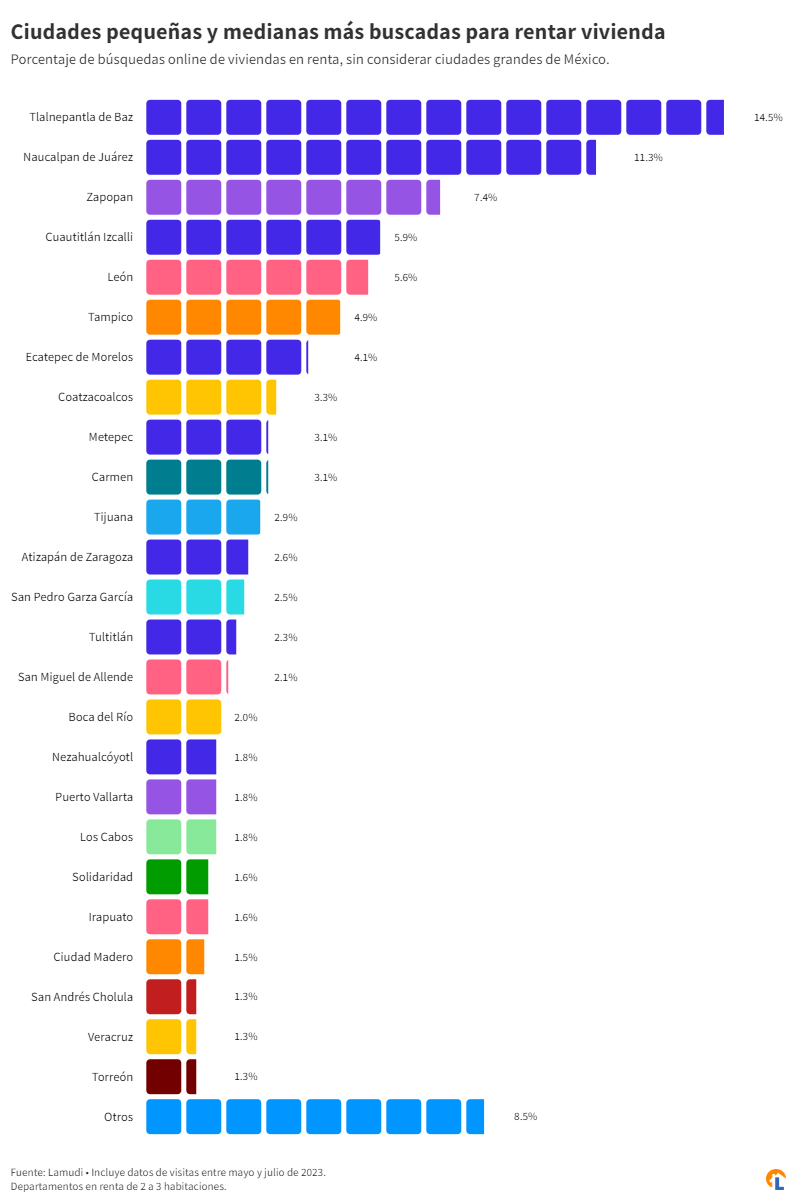 Ciudades pequeñas y medianas más buscadas para rentar vivienda
Porcentaje de búsquedas online de viviendas en renta, sin considerar ciudades grandes de México.
Tlalnepantla de Baz 14.5%
Naucalpan de Juárez 11.3%
Zapopan 7.4%
Cuautitlán Izcalli 5.9%
León 5.6%
Tampico 4.9%
Ecatepec de Morelos 4.1%
Coatzacoalcos 3.3%
Metepec 3.1%
Carmen 3.1%
Tijuana 2.9%
Atizapán de Zaragoza 2.6%
San Pedro Garza García 2.5%
Tultitlán 2.3%
San Miguel de Allende 2.1%
Boca del Río 2.0%
Nezahualcóyotl 1.8%
Puerto Vallarta 1.8%
Los Cabos 1.8%
Solidaridad 1.6%
Irapuato 1.6%
Ciudad Madero 1.5%
San Andrés Cholula 1.3%
Veracruz 1.3%
Torreón 1.3%
Otros 8.5%
Fuente: Lamudi • Incluye datos de visitas entre mayo y julio de 2023.
Departamentos en renta de 2 a 3 habitaciones.
L